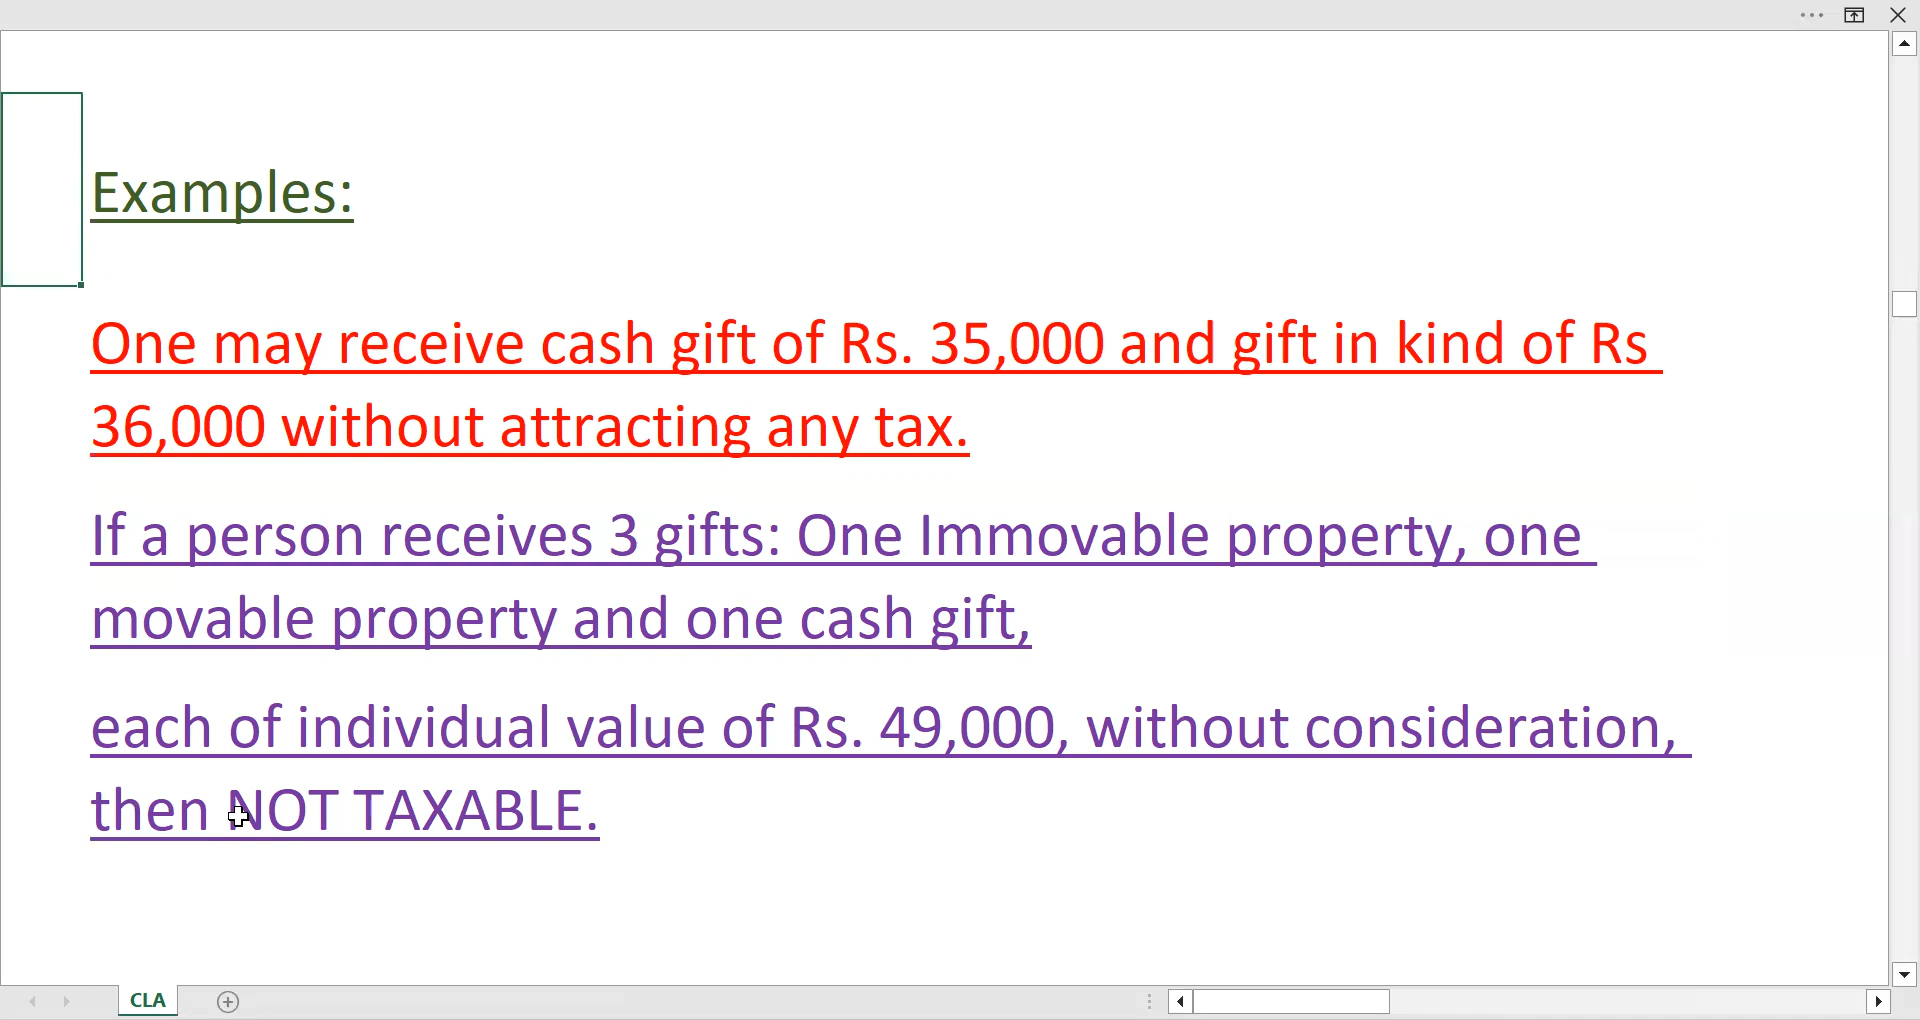 Examples:
One may receive cash gift of Rs. 35,000 and gift in kind of Rs
36,000 without attracting any tax.
If a person receives 3 gifts: One Immovable property, one
movable property and one cash gift,
each of individual value of Rs. 49,000, without consideration,
then NOT TAXABLE.
CLA